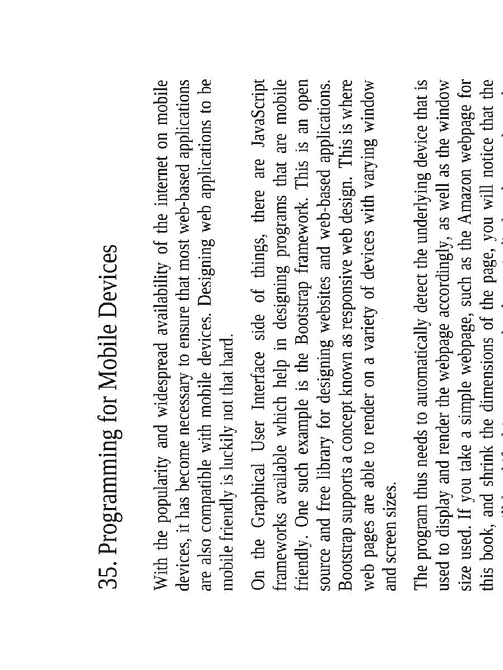 35. Programming for Mobile Devices
With the popularity and widespread availability of the internet on mobile
devices, it has become necessary to ensure that most web-based applications
are also compatible with mobile devices. Designing web applications to be
mobile friendly is luckily not that hard.
On the Graphical User Interface side of things, there are JavaScript
frameworks available which help in designing programs that are mobile
friendly. One such example is the Bootstrap framework. This is an open
source and free library for designing websites and web-based applications.
Bootstrap supports a concept known as responsive web design. This is where
web pages are able to render on a variety of devices with varying window
and screen sizes.
The program thus needs to automatically detect the underlying device that is
used to display and render the webpage accordingly, as well as the window
size used. If you take a simple webpage, such as the Amazon webpage for
this book, and shrink the dimensions of the page, you will notice that the